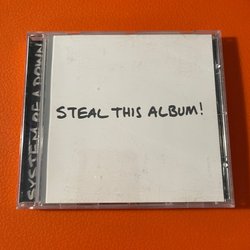 SYSTEM OF A DOWN
STEAL THIS ALBUM!